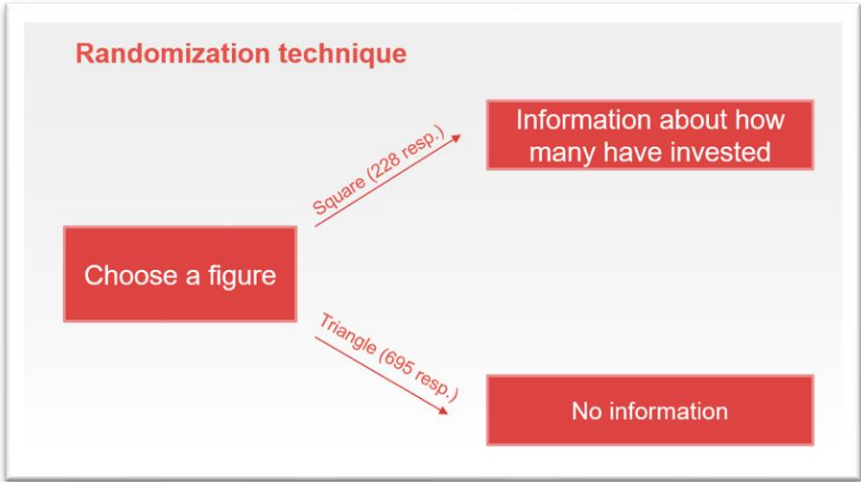 Randomization technique
Information about how
many have invested
Square (228 resp.)
Choose a figure
Triangle (695 resp.)
No information